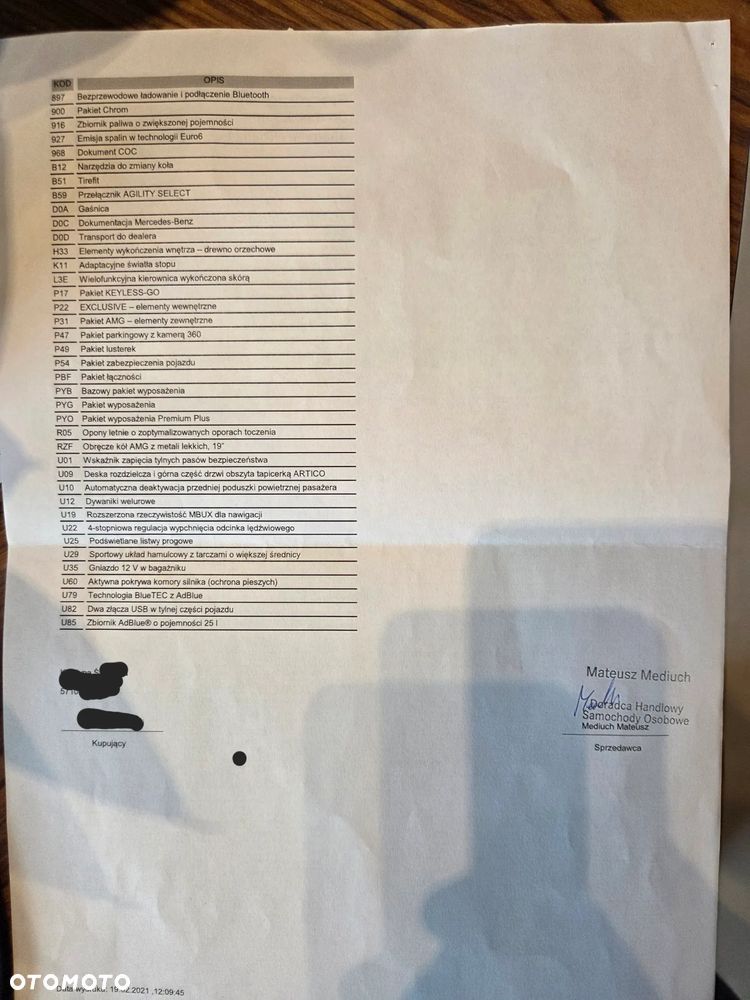 KOD OPIS
897 Bezprzewodowe ładowanie i podłączenie Bluetooth
900 Pakiet Chrom
916 Zbiornik paliwa o zwiększonej pojemności
927 Emisja spalin w technologii Euro6
968 Dokument COC
B12 Narzędzia do zmiany koła
B51 Tirefit
B59 Przełącznik AGILITY SELECT
D0A Gaśnica
D0C Dokumentacja Mercedes-Benz
D0D Transport do dealera
H33 Elementy wykończenia wnętrza – drewno orzechowe
K11 Adaptacyjne światła stopu
L3E Wielofunkcyjna kierownica wykończona skórą
P17 Pakiet KEYLESS-GO
P22 EXCLUSIVE – elementy wewnętrzne
P31 Pakiet AMG – elementy zewnętrzne
P47 Pakiet parkingowy z kamerą 360
P49 Pakiet lusterek
P54 Pakiet zabezpieczenia pojazdu
PBF Pakiet łączności
PYB Bazowy pakiet wyposażenia
PYG Pakiet wyposażenia
PYO Pakiet wyposażenia Premium Plus
R05 Opony letnie o zoptymalizowanych oporach toczenia
RZF Obręcze kół AMG z metali lekkich, 19"
U01 Wskaźnik zapięcia tylnych pasów bezpieczeństwa
U09 Deska rozdzielcza i górna część drzwi obszyta tapicerką ARTICO
U10 Automatyczna deaktywacja przedniej poduszki powietrznej pasażera
U12 Dywaniki welurowe
U19 Rozszerzona rzeczywistość MBUX dla nawigacji
U22 4-stopniowa regulacja wypchnięcia odcinka lędźwiowego
U25 Podświetlane listwy progowe
U29 Sportowy układ hamulcowy z tarczami o większej średnicy
U35 Gniazdo 12 V w bagażniku
U60 Aktywna pokrywa komory silnika (ochrona pieszych)
U79 Technologia BlueTEC z AdBlue
U82 Dwa złącza USB w tylnej części pojazdu
U85 Zbiornik AdBlue® o pojemności 25 l
Mateusz Mediuch
Doradca Handlowy
Samochody Osobowe
Mediuch Mateusz
Kupujący
Sprzedawca
Data wydruku: 19.02.2021 ,12:09:45
OTOMOTO